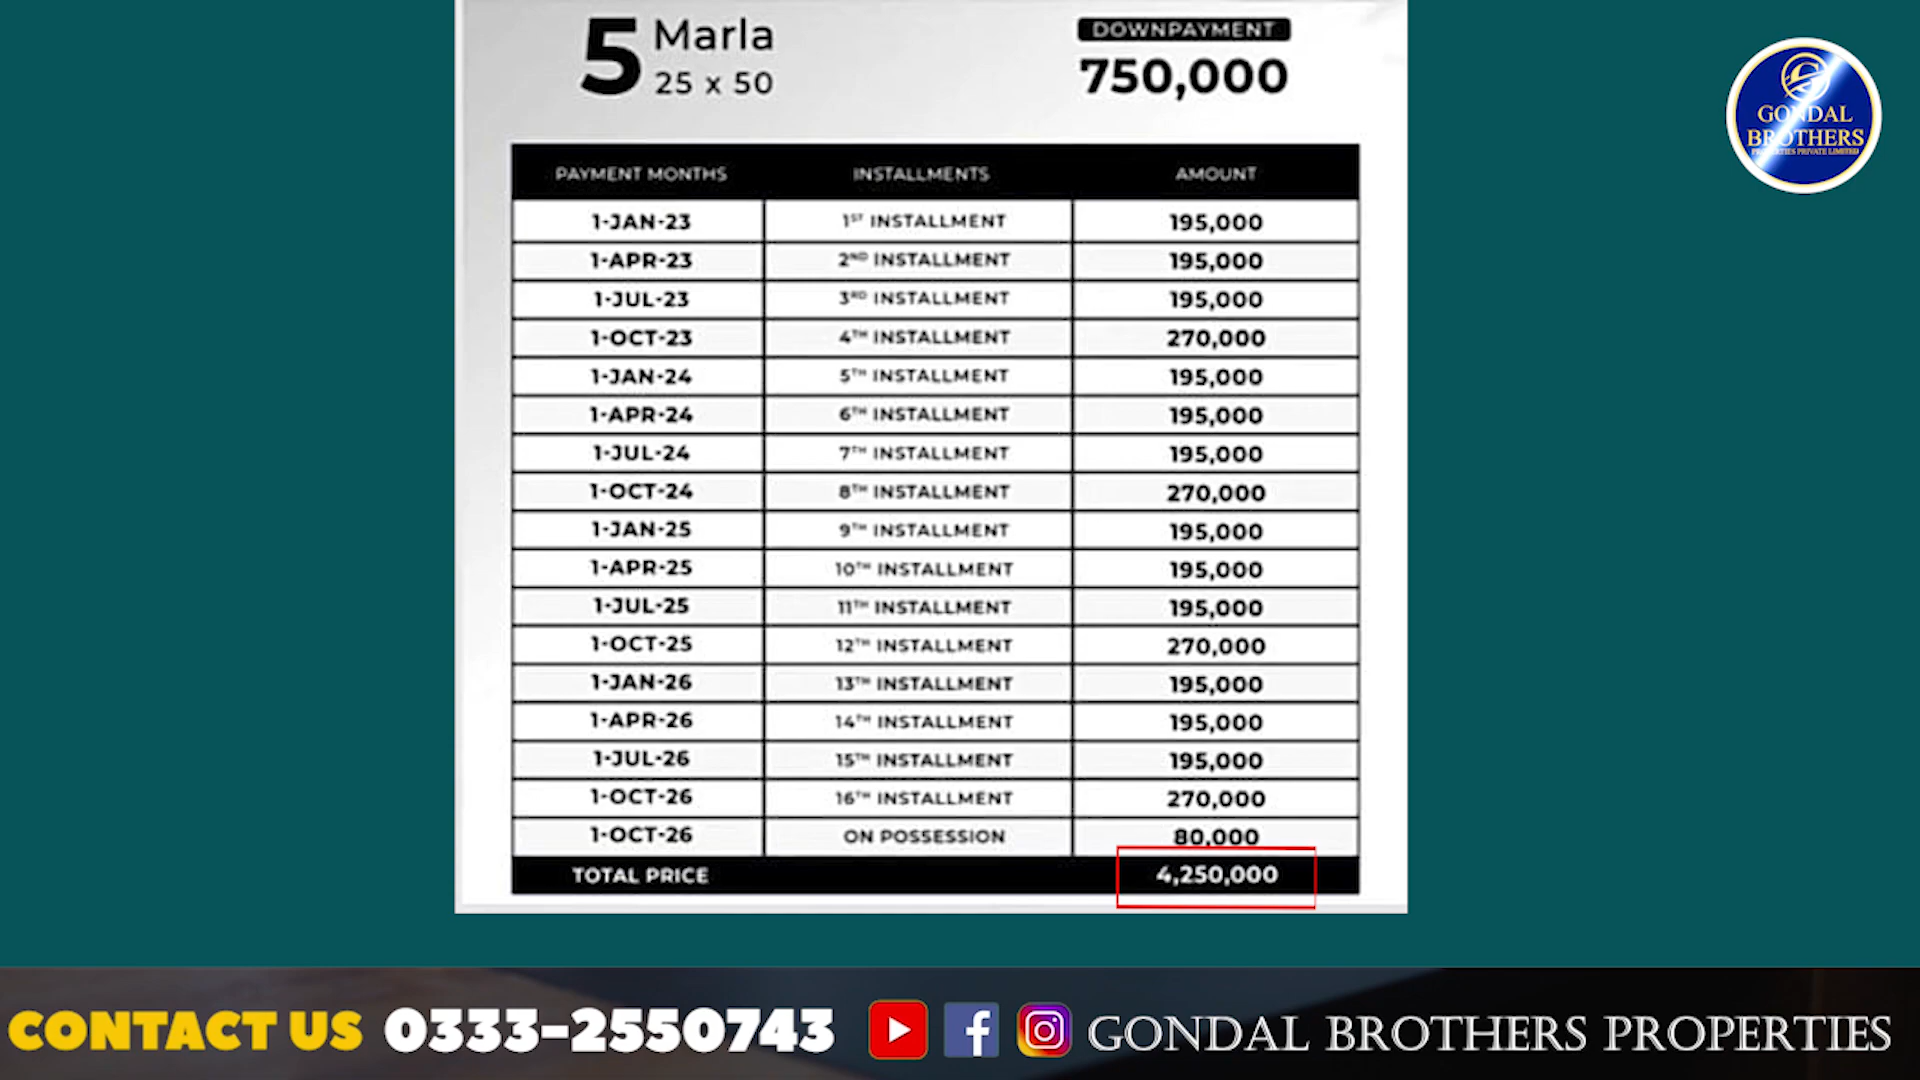 5 Marla
25 x 50
DOWNPAYMENT
750,000
GONDAL
BROTHERS
PROPERTIES PRIVATE LIMITED
PAYMENT MONTHS INSTALLMENTS AMOUNT
1-JAN-23 1ST INSTALLMENT 195,000
1-APR-23 2ND INSTALLMENT 195,000
1-JUL-23 3RD INSTALLMENT 195,000
1-OCT-23 4TH INSTALLMENT 270,000
1-JAN-24 5TH INSTALLMENT 195,000
1-APR-24 6TH INSTALLMENT 195,000
1-JUL-24 7TH INSTALLMENT 195,000
1-OCT-24 8TH INSTALLMENT 270,000
1-JAN-25 9TH INSTALLMENT 195,000
1-APR-25 10TH INSTALLMENT 195,000
1-JUL-25 11TH INSTALLMENT 195,000
1-OCT-25 12TH INSTALLMENT 270,000
1-JAN-26 13TH INSTALLMENT 195,000
1-APR-26 14TH INSTALLMENT 195,000
1-JUL-26 15TH INSTALLMENT 195,000
1-OCT-26 16TH INSTALLMENT 270,000
1-OCT-26 ON POSSESSION 80,000
TOTAL PRICE 4,250,000
CONTACT US 0333-2550743 GONDAL BROTHERS PROPERTIES